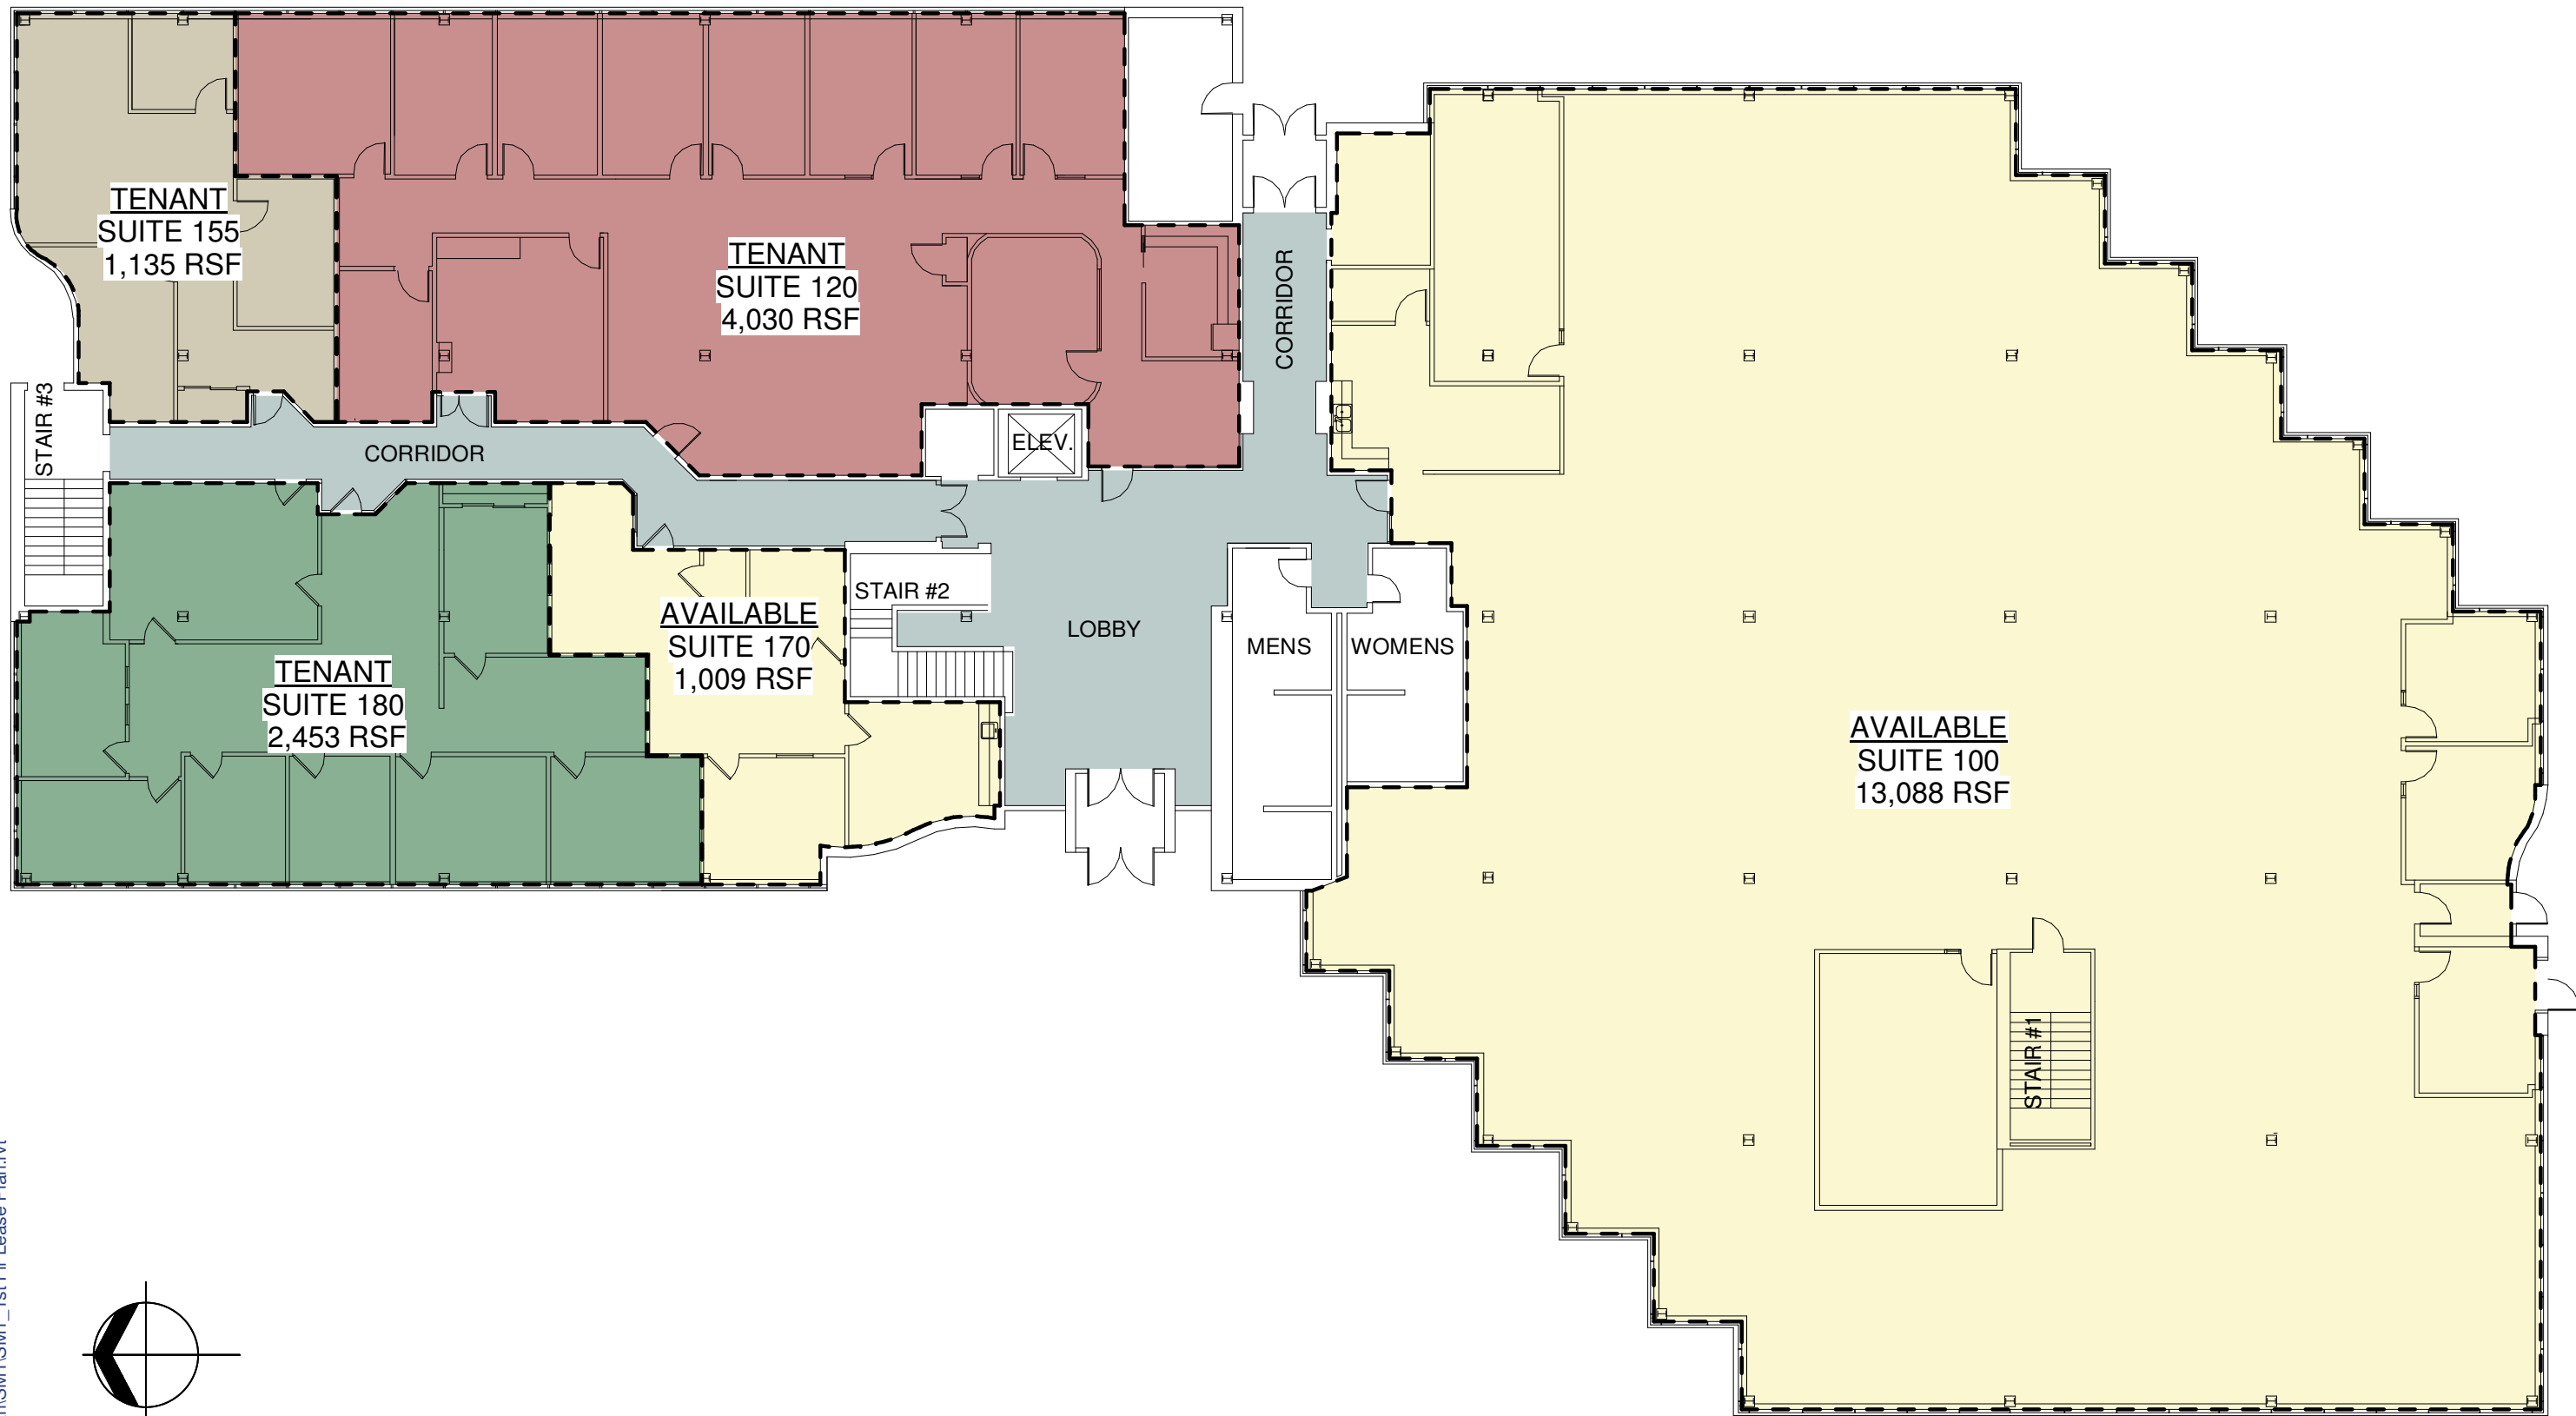 TENANT
SUITE 155
1,135 RSF
TENANT
SUITE 120
4,030 RSF
CORRIDOR
STAIR #3
CORRIDOR
ELEV.
STAIR #2
AVAILABLE
SUITE 170
1,009 RSF
LOBBY
MENS
WOMENS
TENANT
SUITE 180
2,453 RSF
AVAILABLE
SUITE 100
13,088 RSF
STAIR #1